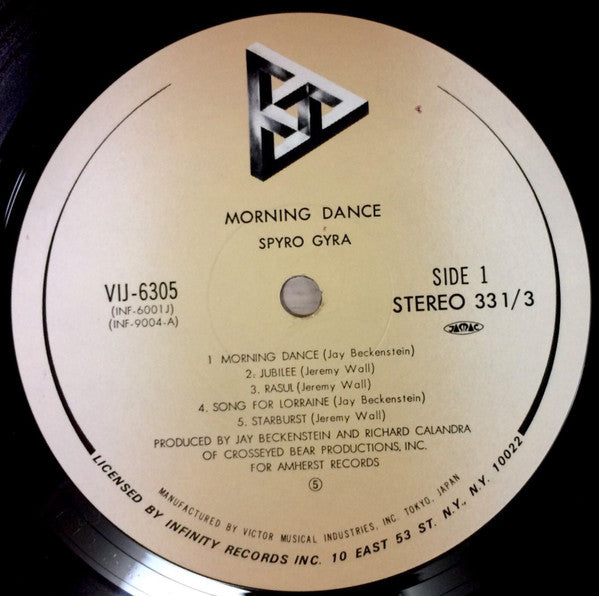 MORNING DANCE
SPYRO GYRA
VIJ-6305
(INF-6001J)
(INF-9004-A)
SIDE 1
STEREO 33 1/3
JASRAC
1 MORNING DANCE (Jay Beckenstein)
2. JUBILEE (Jeremy Wall)
3. RASUL (Jeremy Wall)
4. SONG FOR LORRAINE (Jay Beckenstein)
5. STARBURST (Jeremy Wall)
PRODUCED BY JAY BECKENSTEIN AND RICHARD CALANDRA
OF CROSSEYED BEAR PRODUCTIONS, INC.
FOR AMHERST RECORDS
⑤
MANUFACTURED BY VICTOR MUSICAL INDUSTRIES, INC. TOKYO, JAPAN
LICENSED BY INFINITY RECORDS INC. 10 EAST 53 ST. N.Y., N.Y. 10022